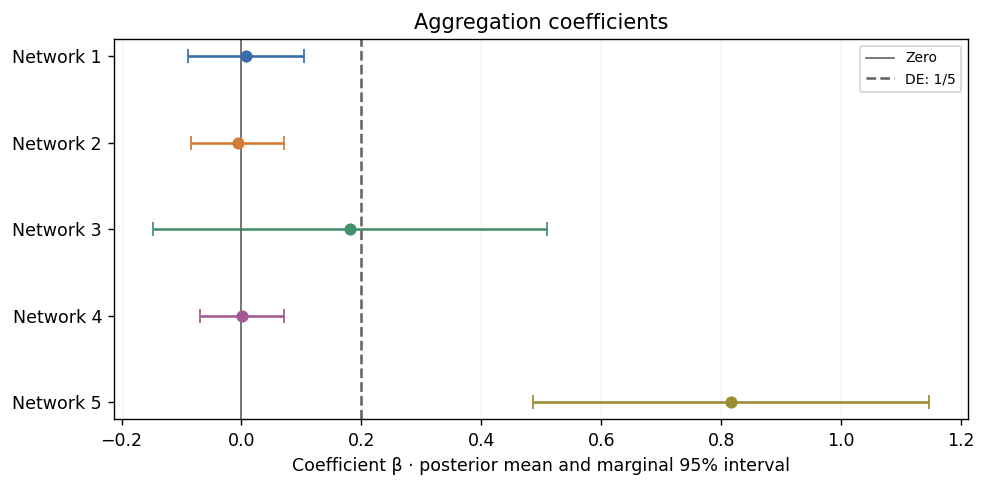 Aggregation coefficients
Network 1
Network 2
Network 3
Network 4
Network 5
Zero
DE: 1/5
−0.2 0.0 0.2 0.4 0.6 0.8 1.0 1.2
Coefficient β · posterior mean and marginal 95% interval